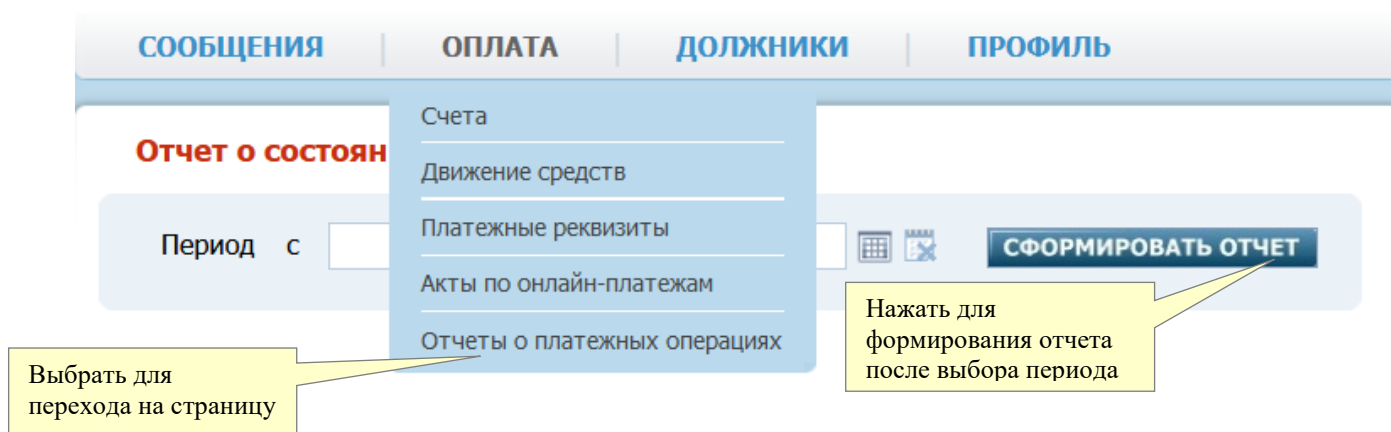 СООБЩЕНИЯ ОПЛАТА ДОЛЖНИКИ ПРОФИЛЬ
Счета
Отчет о состоян
Движение средств
Платежные реквизиты
Период с
СФОРМИРОВАТЬ ОТЧЕТ
Акты по онлайн-платежам
Отчеты о платежных операциях
Нажать для
формирования отчета
после выбора периода
Выбрать для
перехода на страницу